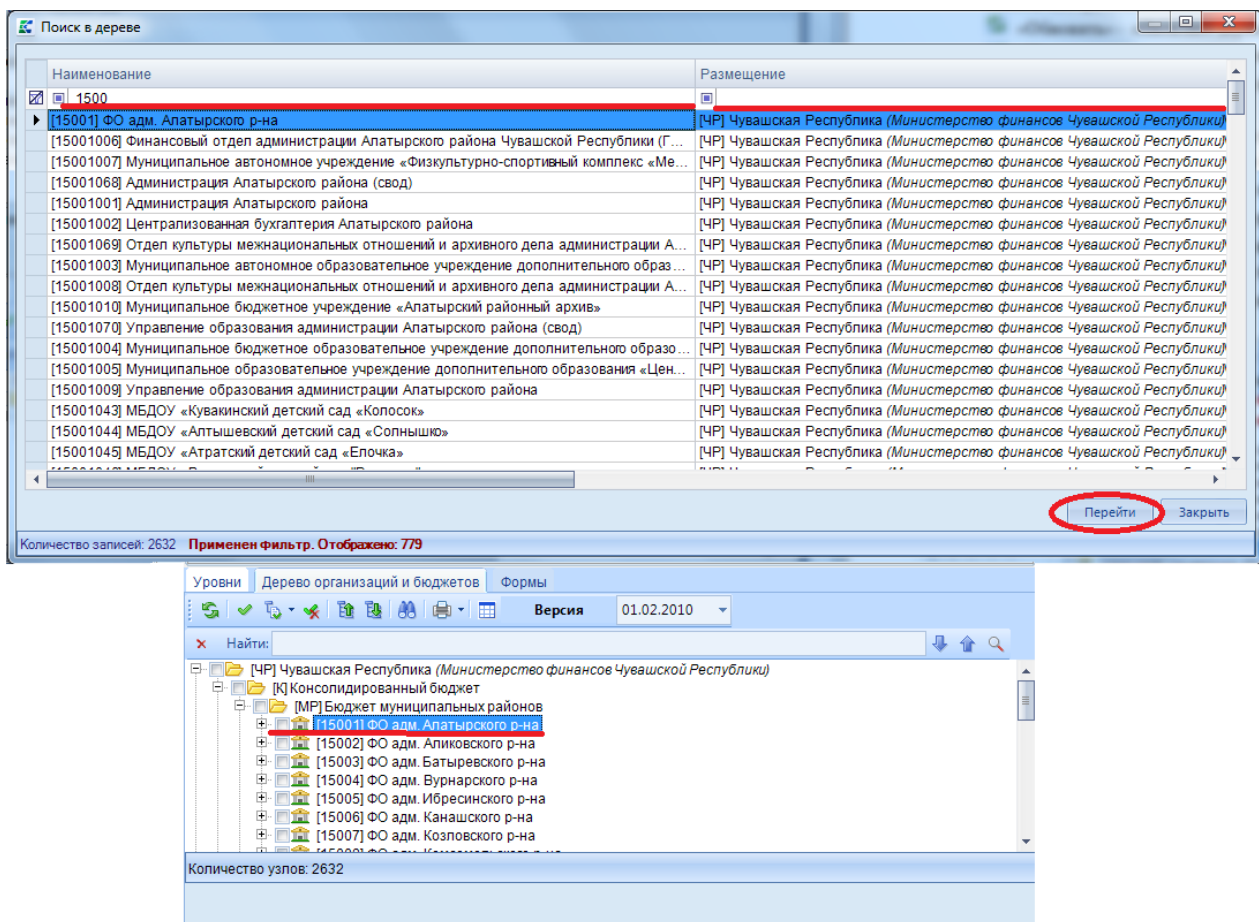 Поиск в дереве
Наименование Размещение
1500
[15001] ФО адм. Алатырского р-на [ЧР] Чувашская Республика (Министерство финансов Чувашской Республики)\
[15001006] Финансовый отдел администрации Алатырского района Чувашской Республики (Г... [ЧР] Чувашская Республика (Министерство финансов Чувашской Республики)\
[15001007] Муниципальное автономное учреждение «Физкультурно-спортивный комплекс «Ме... [ЧР] Чувашская Республика (Министерство финансов Чувашской Республики)\
[15001068] Администрация Алатырского района (свод) [ЧР] Чувашская Республика (Министерство финансов Чувашской Республики)\
[15001001] Администрация Алатырского района [ЧР] Чувашская Республика (Министерство финансов Чувашской Республики)\
[15001002] Централизованная бухгалтерия Алатырского района [ЧР] Чувашская Республика (Министерство финансов Чувашской Республики)\
[15001069] Отдел культуры межнациональных отношений и архивного дела администрации А... [ЧР] Чувашская Республика (Министерство финансов Чувашской Республики)\
[15001003] Муниципальное автономное образовательное учреждение дополнительного образ... [ЧР] Чувашская Республика (Министерство финансов Чувашской Республики)\
[15001008] Отдел культуры межнациональных отношений и архивного дела администрации А... [ЧР] Чувашская Республика (Министерство финансов Чувашской Республики)\
[15001010] Муниципальное бюджетное учреждение «Алатырский районный архив» [ЧР] Чувашская Республика (Министерство финансов Чувашской Республики)\
[15001070] Управление образования администрации Алатырского района (свод) [ЧР] Чувашская Республика (Министерство финансов Чувашской Республики)\
[15001004] Муниципальное бюджетное образовательное учреждение дополнительного образо... [ЧР] Чувашская Республика (Министерство финансов Чувашской Республики)\
[15001005] Муниципальное образовательное учреждение дополнительного образования «Цен... [ЧР] Чувашская Республика (Министерство финансов Чувашской Республики)\
[15001009] Управление образования администрации Алатырского района [ЧР] Чувашская Республика (Министерство финансов Чувашской Республики)\
[15001043] МБДОУ «Кувакинский детский сад «Колосок» [ЧР] Чувашская Республика (Министерство финансов Чувашской Республики)\
[15001044] МБДОУ «Алтышевский детский сад «Солнышко» [ЧР] Чувашская Республика (Министерство финансов Чувашской Республики)\
[15001045] МБДОУ «Атратский детский сад «Елочка» [ЧР] Чувашская Республика (Министерство финансов Чувашской Республики)\
Перейти Закрыть
Количество записей: 2632 Применен фильтр. Отображено: 779
Уровни Дерево организаций и бюджетов Формы
Версия 01.02.2010
Найти:
[ЧР] Чувашская Республика (Министерство финансов Чувашской Республики)
[К] Консолидированный бюджет
[МР] Бюджет муниципальных районов
[15001] ФО адм. Алатырского р-на
[15002] ФО адм. Аликовского р-на
[15003] ФО адм. Батыревского р-на
[15004] ФО адм. Вурнарского р-на
[15005] ФО адм. Ибресинского р-на
[15006] ФО адм. Канашского р-на
[15007] ФО адм. Козловского р-на
Количество узлов: 2632